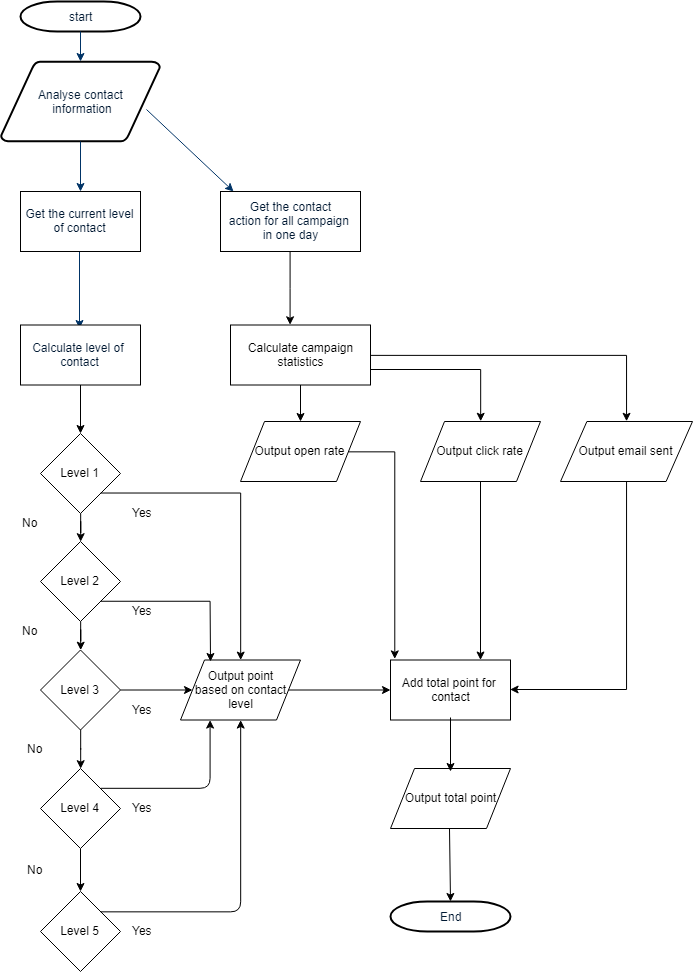 start
Analyse contact
information
Get the current level
of contact
Get the contact
action for all campaign
in one day
Calculate level of
contact
Calculate campaign
statistics
Output open rate
Output click rate
Output email sent
Level 1
Yes
No
Level 2
Yes
No
Level 3
Yes
Output point
based on contact
level
Add total point for
contact
No
Level 4
Yes
Output total point
No
Level 5
Yes
End